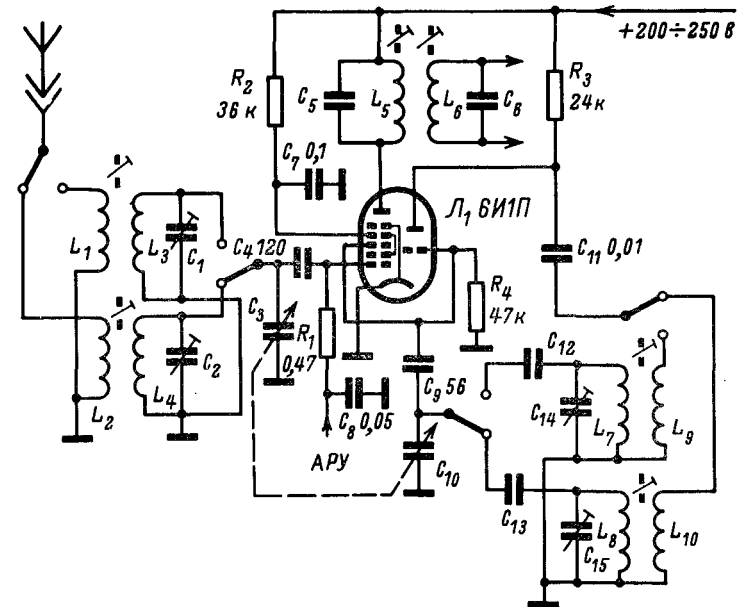 +200÷250 В
R2
36 к
C5
L5
L6
C6
R3
24к
C7 0,1
Л1 6И1П
L1
L3
C1
C4 120
C11 0,01
C3
R1
0,47
R4
47к
L2
L4
C2
C8 0,05
АРУ
C9 56
C10
C12
C14
L7
L9
C13
L8
C15
L10